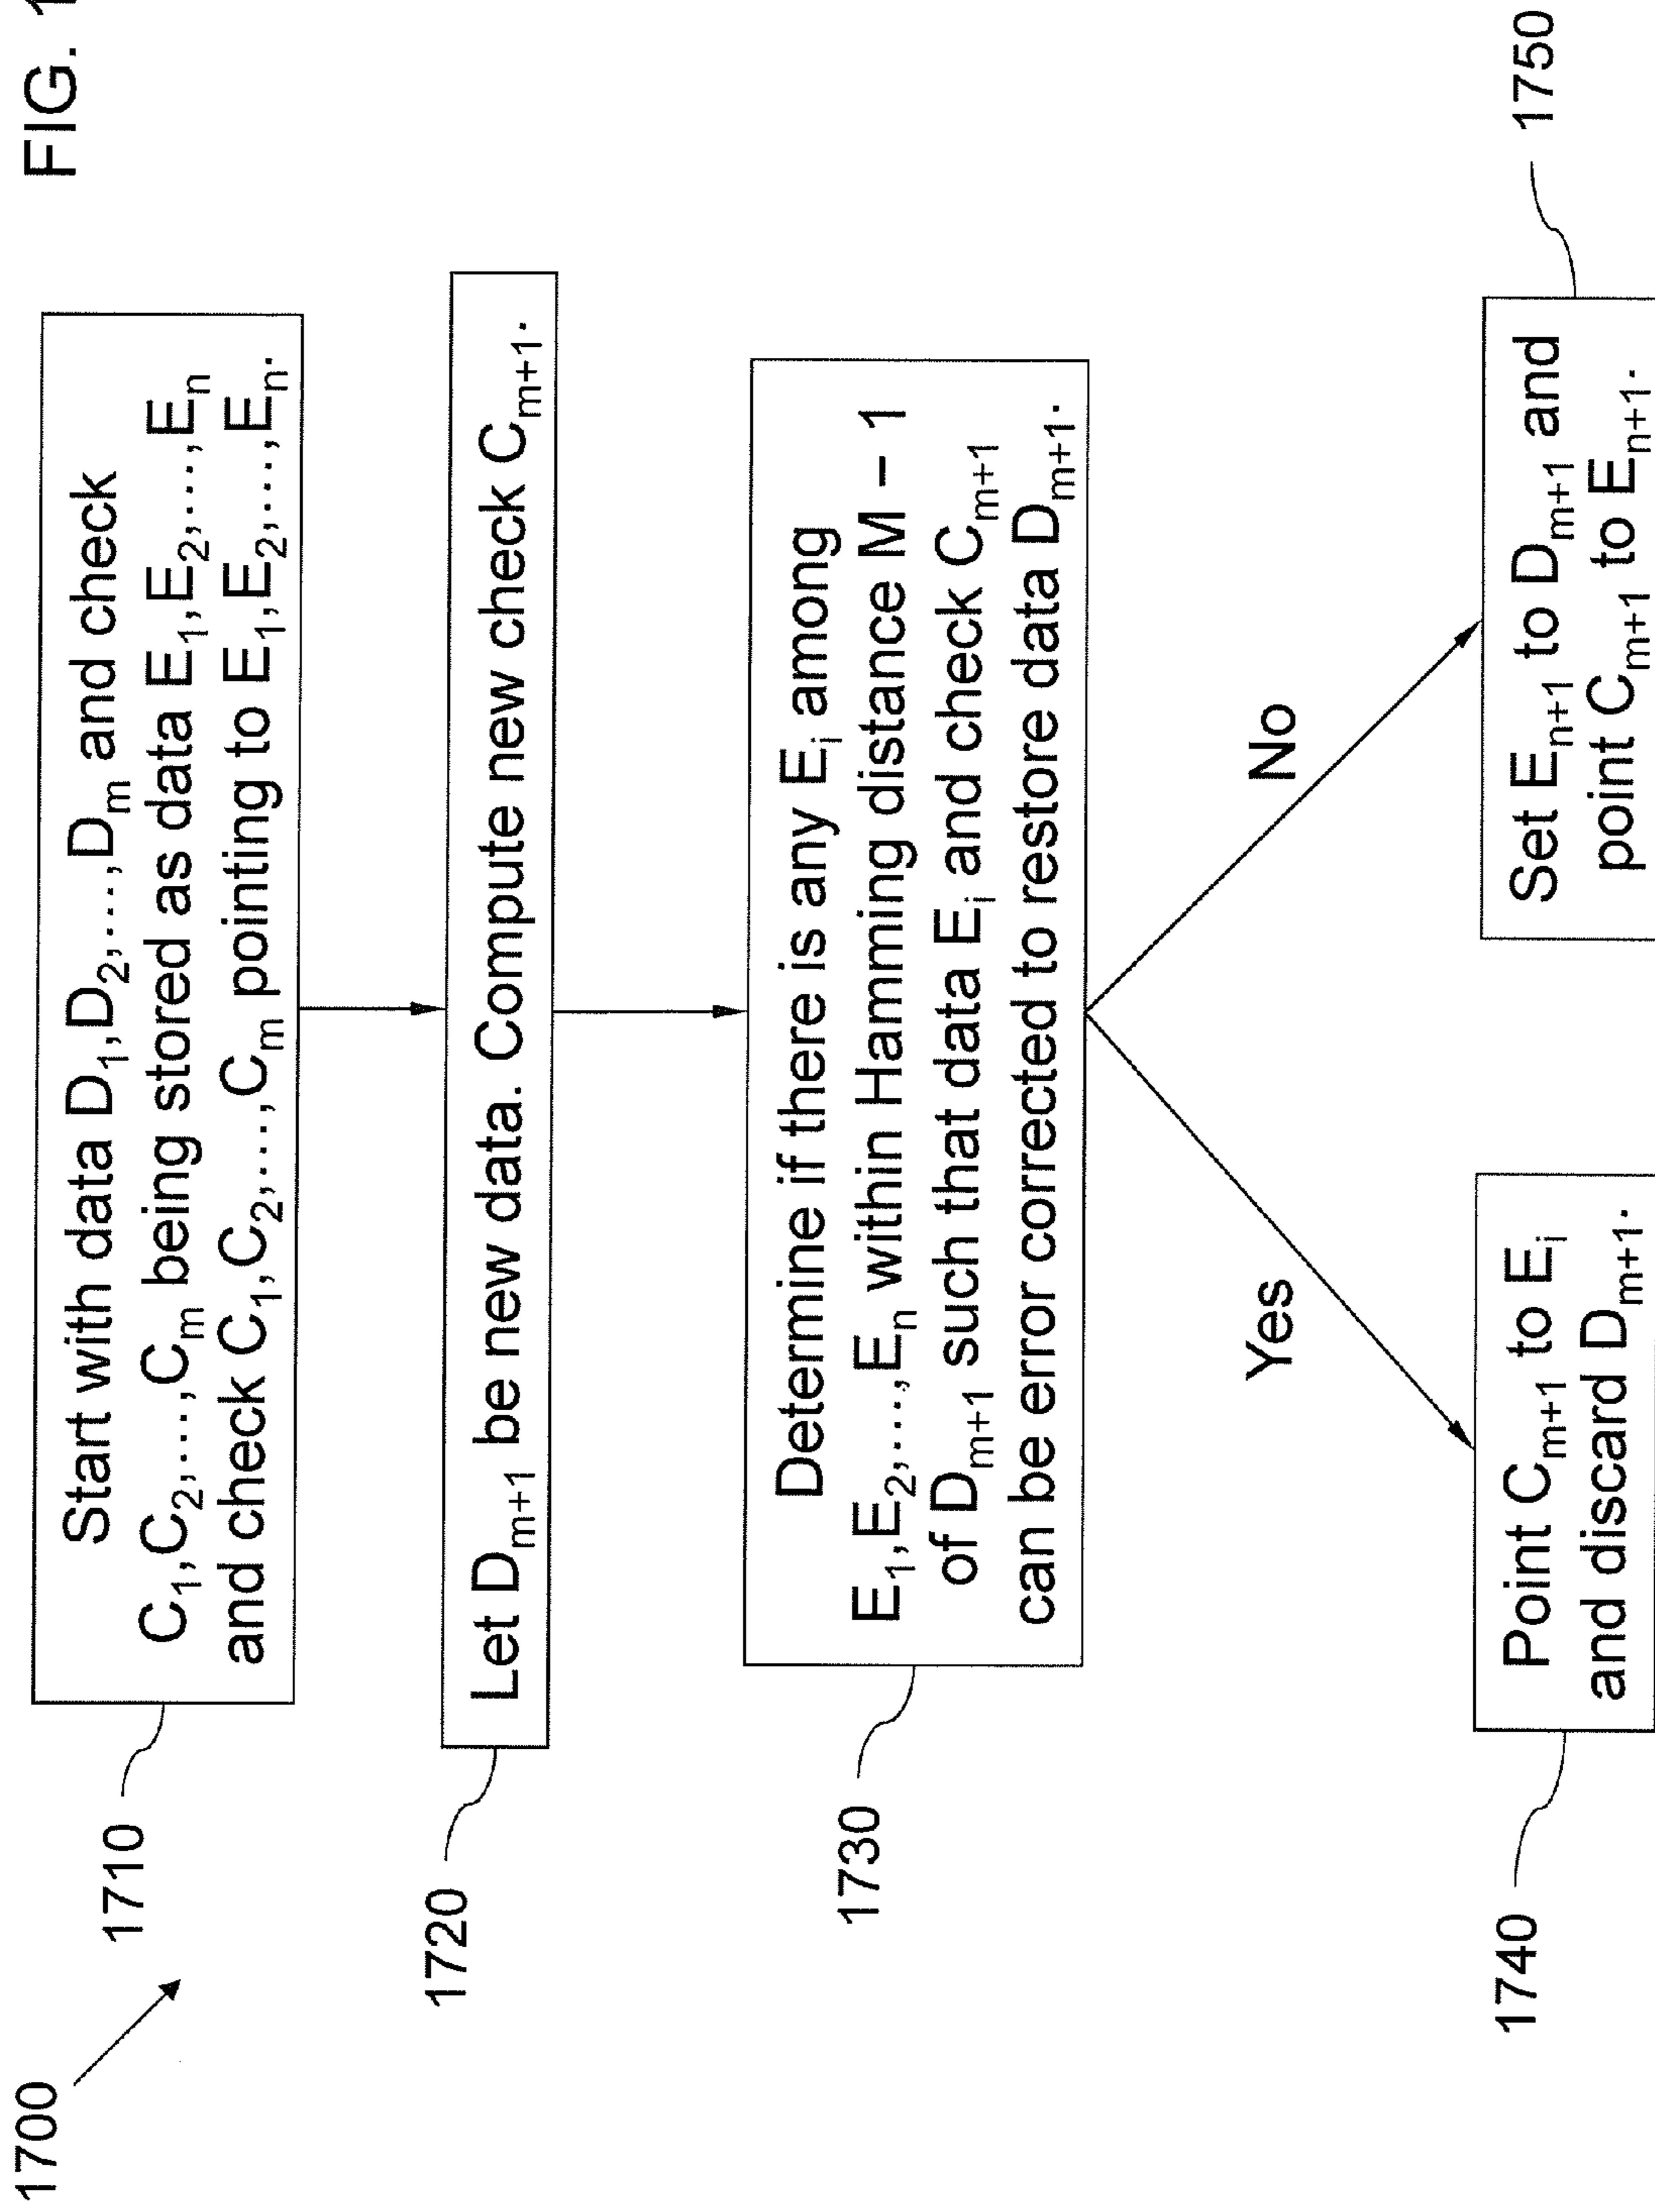 FIG. 1
1700
1710
Start with data D₁,D₂,...,Dₘ and check
C₁,C₂,...,Cₘ being stored as data E₁,E₂,...,Eₙ
and check C₁,C₂,...,Cₘ pointing to E₁,E₂,...,Eₙ.
1720
Let Dₘ₊₁ be new data. Compute new check Cₘ₊₁.
1730
Determine if there is any Eᵢ among
E₁,E₂,...,Eₙ within Hamming distance M − 1
of Dₘ₊₁ such that data Eᵢ and check Cₘ₊₁
can be error corrected to restore data Dₘ₊₁.
Yes
No
1740
Point Cₘ₊₁ to Eᵢ
and discard Dₘ₊₁.
Set Eₙ₊₁ to Dₘ₊₁ and
point Cₘ₊₁ to Eₙ₊₁.
1750